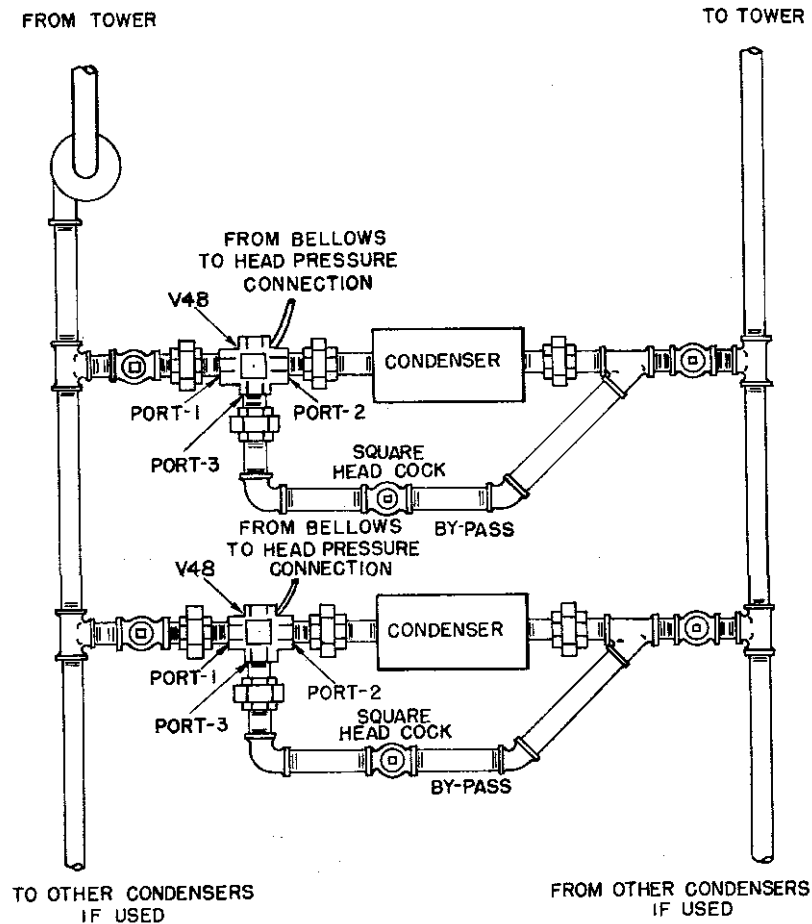 FROM TOWER
TO TOWER
FROM BELLOWS
TO HEAD PRESSURE
CONNECTION
V48
CONDENSER
PORT-1
PORT-2
PORT-3
SQUARE
HEAD COCK
BY-PASS
FROM BELLOWS
TO HEAD PRESSURE
CONNECTION
V48
CONDENSER
PORT-1
PORT-2
PORT-3
SQUARE
HEAD COCK
BY-PASS
TO OTHER CONDENSERS
IF USED
FROM OTHER CONDENSERS
IF USED